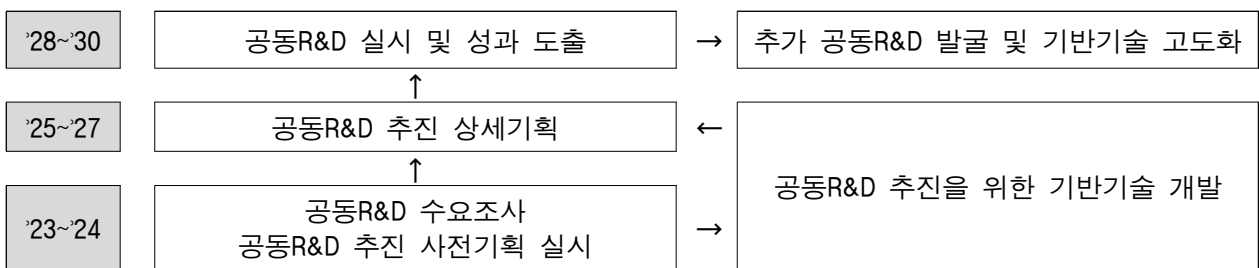 ’28~’30
공동R&D 실시 및 성과 도출
→
추가 공동R&D 발굴 및 기반기술 고도화
↑
’25~’27
공동R&D 추진 상세기획
←
↑
공동R&D 추진을 위한 기반기술 개발
’23~’24
공동R&D 수요조사
공동R&D 추진 사전기획 실시
→